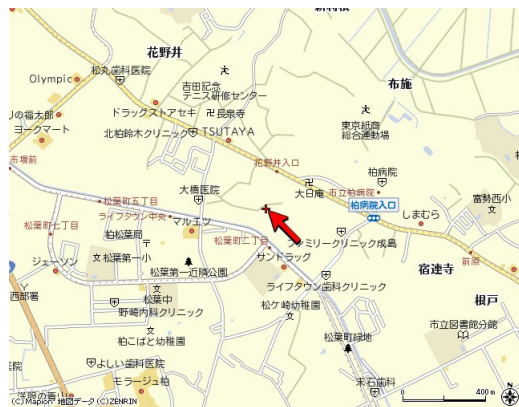 花野井
松丸歯科医院
Olympic
吉田記念
テニス研修センター
布施
ドラッグストアセキ
卍長泉寺
東京紙商
総合運動場
ヨークマート
北柏鈴木クリニック
TSUTAYA
市場前
花野井入口
柏病院
大橋医院
大日庵
市立柏病院
富勢西小
文
松葉町五丁目
柏病院入口
ライフタウン中央
マルエツ
しまむら
松葉町七丁目
柏松葉局
松葉町二丁目
ファミリークリニック成島
ジェーソン
文松葉第一小
サンドラッグ
前原
松葉第一近隣公園
宿連寺
西部署
ライフタウン歯科クリニック
松葉中
文
野崎内科クリニック
松ケ崎幼稚園
文
根戸
文
市立図書館分館
柏こばと幼稚園
松葉町緑地
よしい歯科医院
モラージュ柏
末石歯科
0
400m
(C)Mapion 地図データ(C)ZENRIN